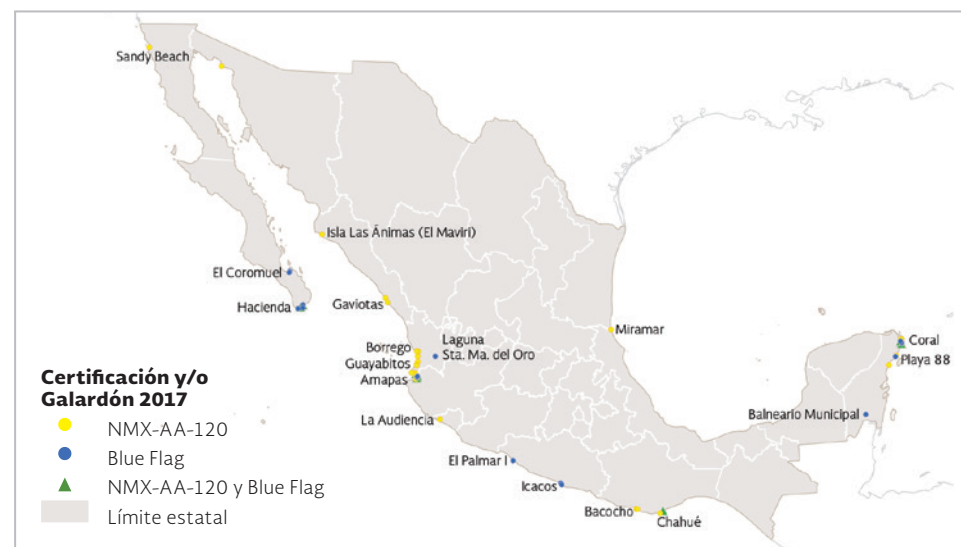 Sandy Beach
Isla Las Ánimas (El Maviri)
El Coromuel
Hacienda
Gaviotas
Miramar
Laguna
Sta. Ma. del Oro
Borrego
Guayabitos
Amapas
Coral
Playa 88
La Audiencia
Balneario Municipal
El Palmar I
Icacos
Bacocho
Chahué
Certificación y/o
Galardón 2017
NMX-AA-120
Blue Flag
NMX-AA-120 y Blue Flag
Límite estatal